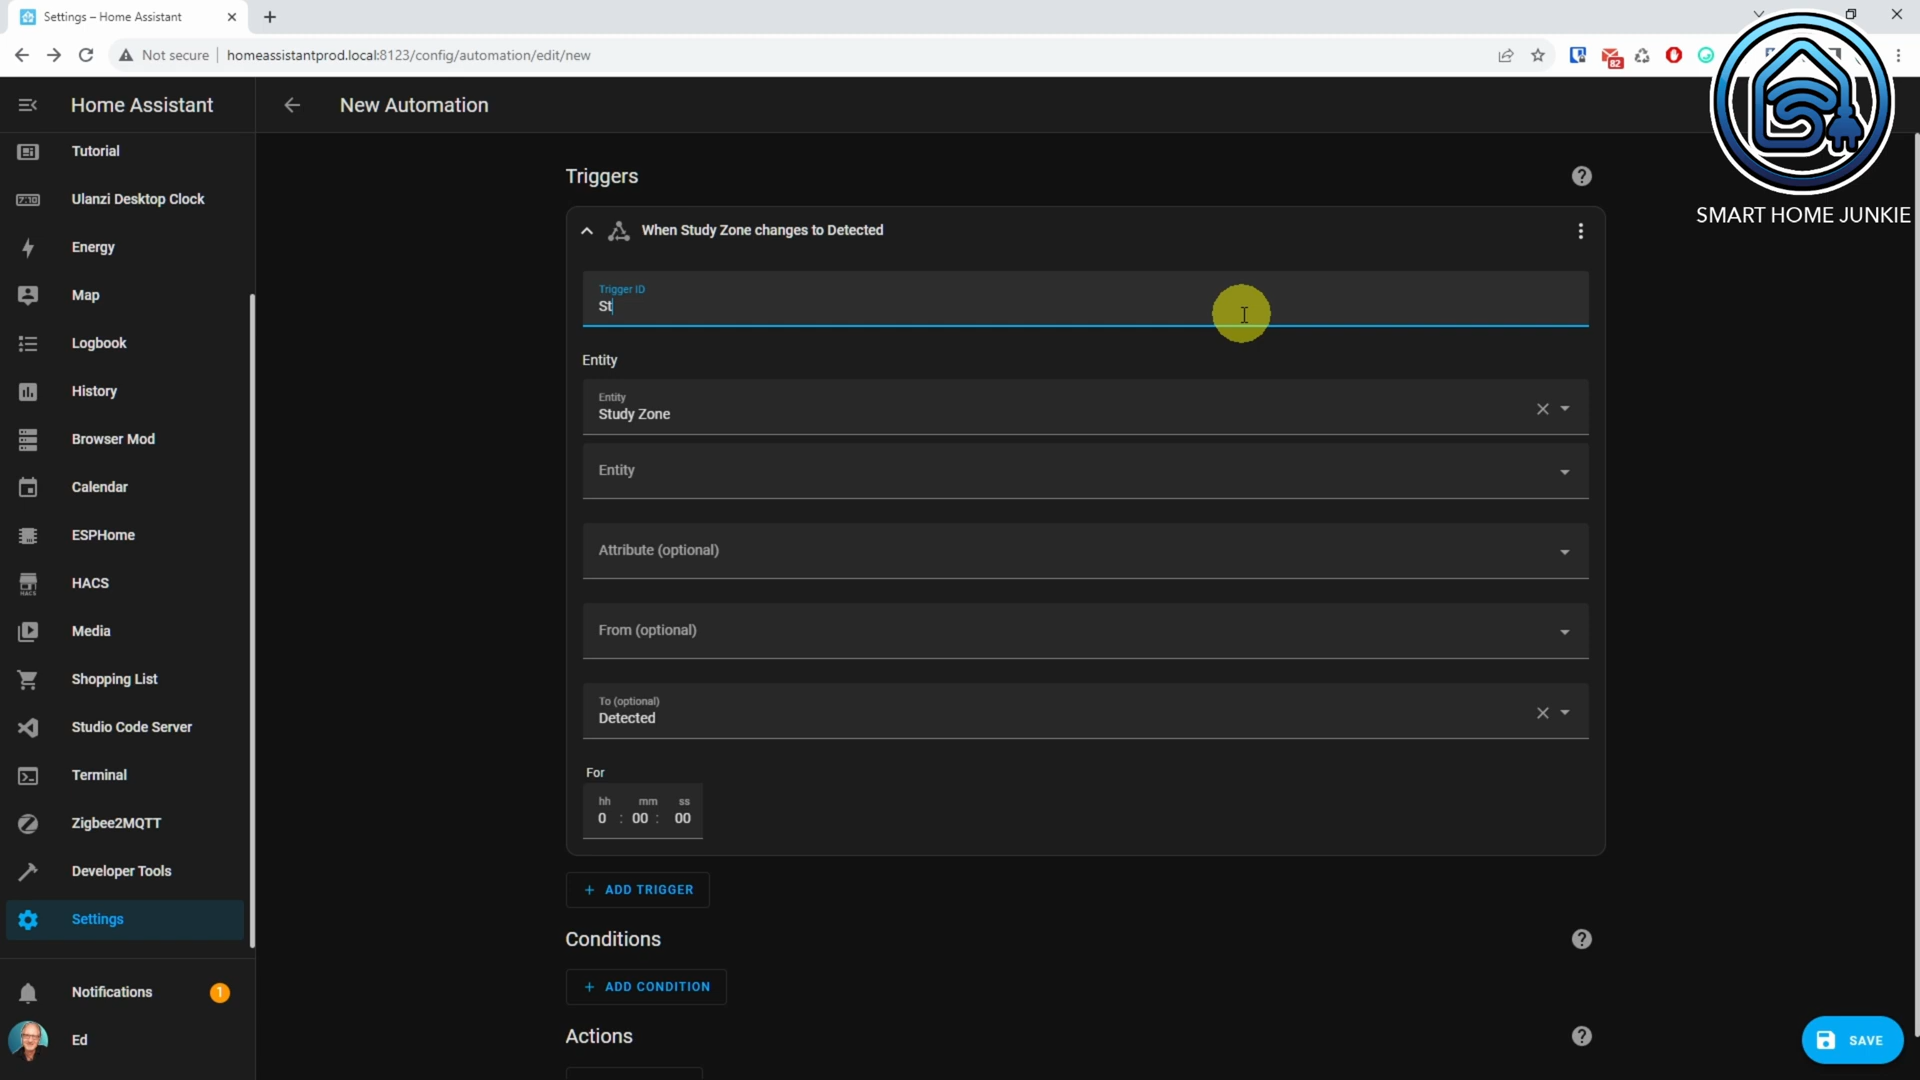 Settings – Home Assistant
Not secure
homeassistantprod.local:8123/config/automation/edit/new
82
Home Assistant
New Automation
Tutorial
7:10
Ulanzi Desktop Clock
Energy
Map
Logbook
History
Browser Mod
Calendar
ESPHome
HACS
HACS
Media
Shopping List
Studio Code Server
Terminal
Zigbee2MQTT
Developer Tools
Settings
Notifications
1
Ed
Triggers
When Study Zone changes to Detected
Trigger ID
St
Entity
Entity
Study Zone
Entity
Attribute (optional)
From (optional)
To (optional)
Detected
For
hh mm ss
0 : 00 : 00
+ ADD TRIGGER
Conditions
+ ADD CONDITION
Actions
SAVE
SMART HOME JUNKIE